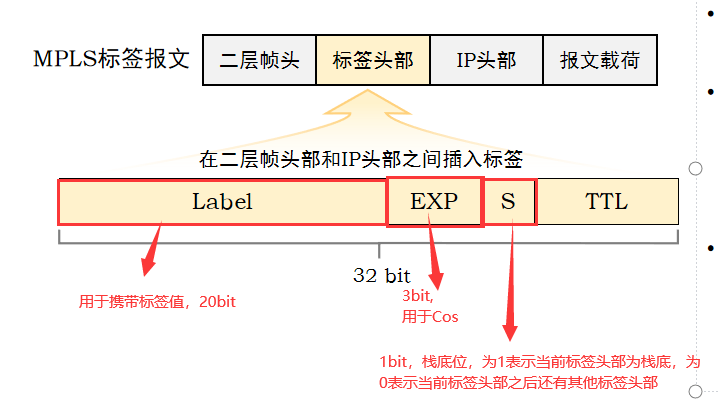 MPLS标签报文 二层帧头 标签头部 IP头部 报文载荷
在二层帧头部和IP头部之间插入标签
Label EXP S TTL
32 bit
用于携带标签值，20bit
3bit,
用于Cos
1bit，栈底位，为1表示当前标签头部为栈底，为
0表示当前标签头部之后还有其他标签头部